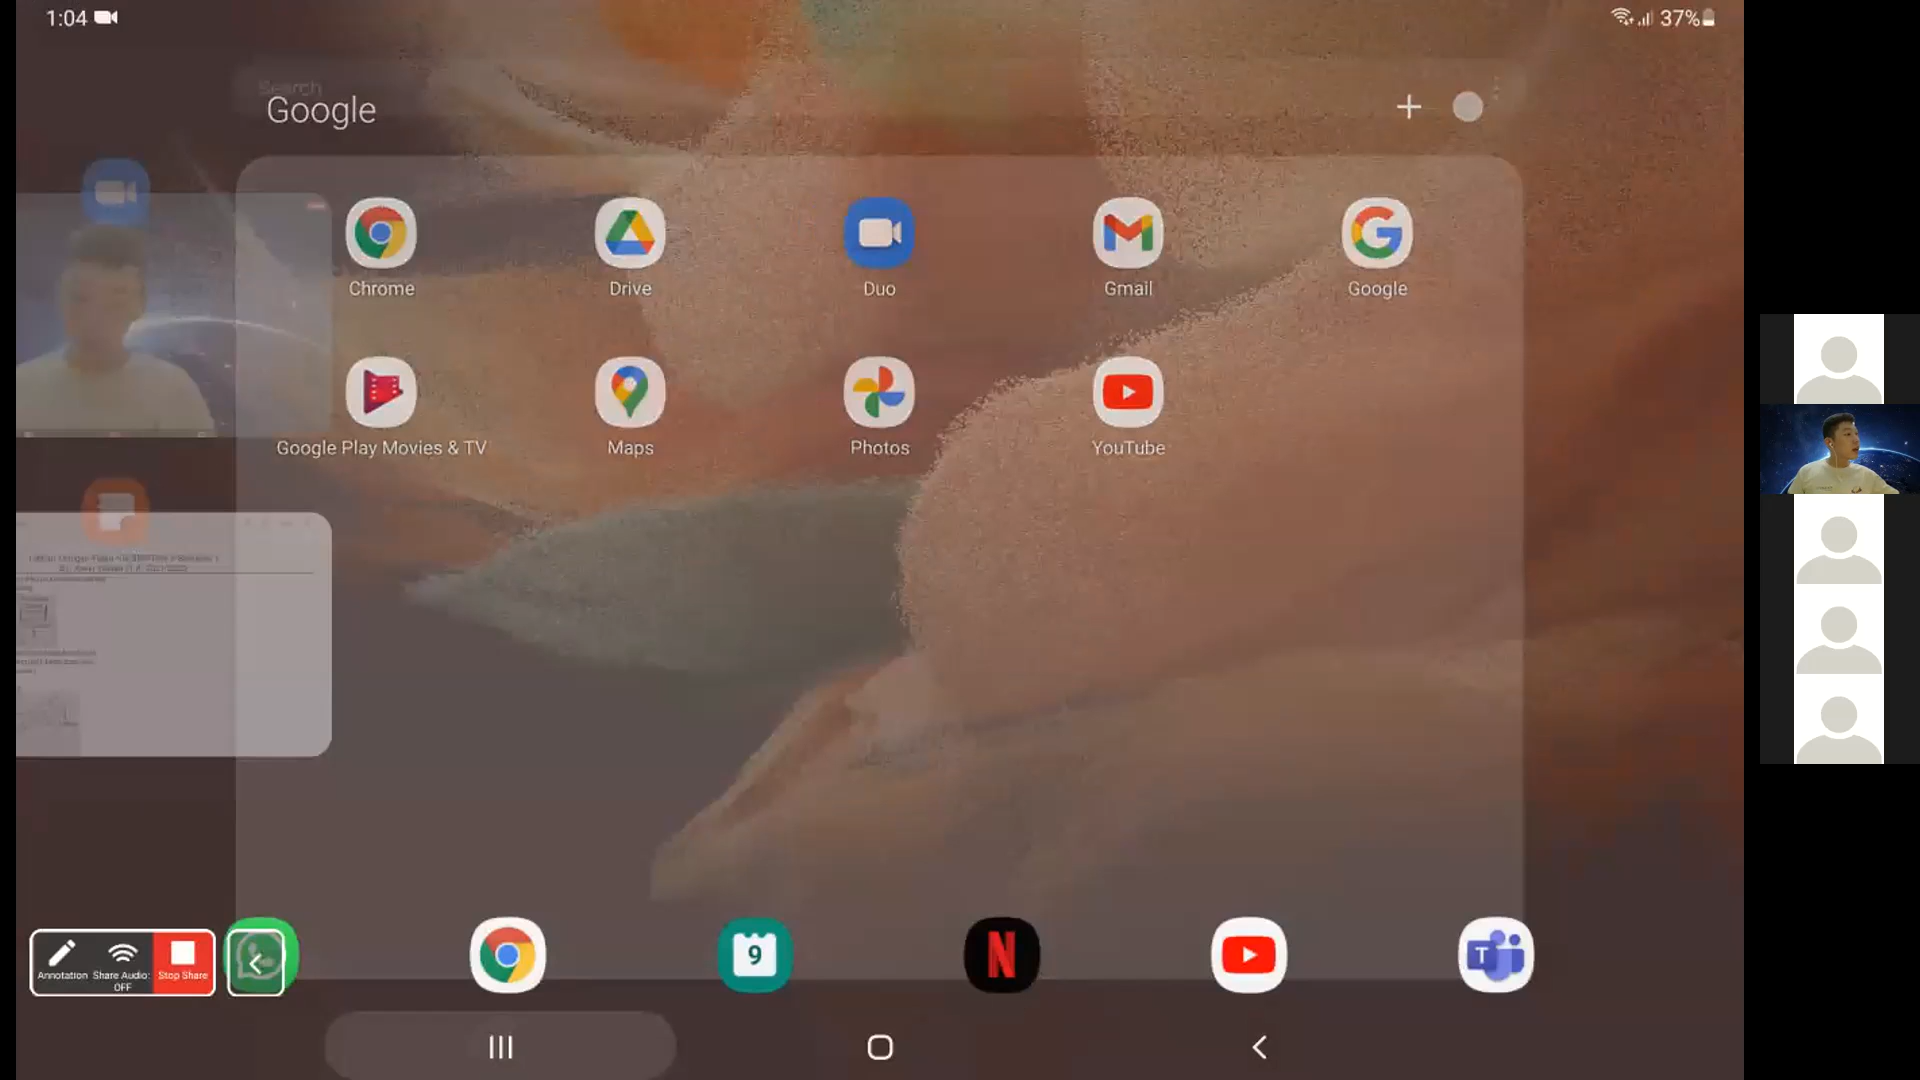 1:04
37%
Search
Google
Chrome
Drive
Duo
Gmail
Google
Google Play Movies & TV
Maps
Photos
YouTube
Annotation
Share Audio:
OFF
Stop Share
9
N
T